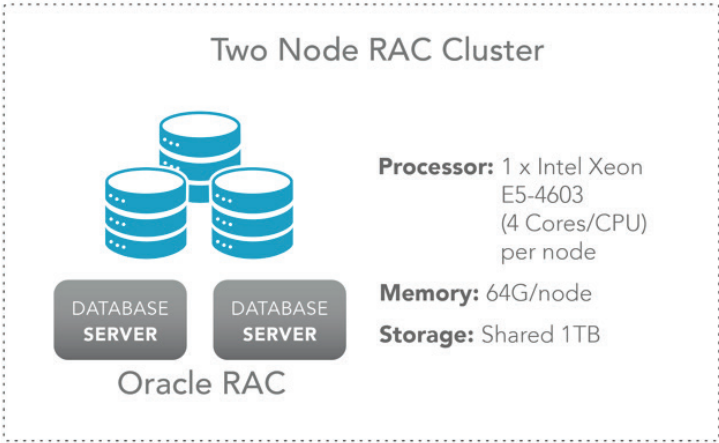 Two Node RAC Cluster
Processor: 1 x Intel Xeon
E5-4603
(4 Cores/CPU)
per node
Memory: 64G/node
Storage: Shared 1TB
DATABASE
SERVER
DATABASE
SERVER
Oracle RAC